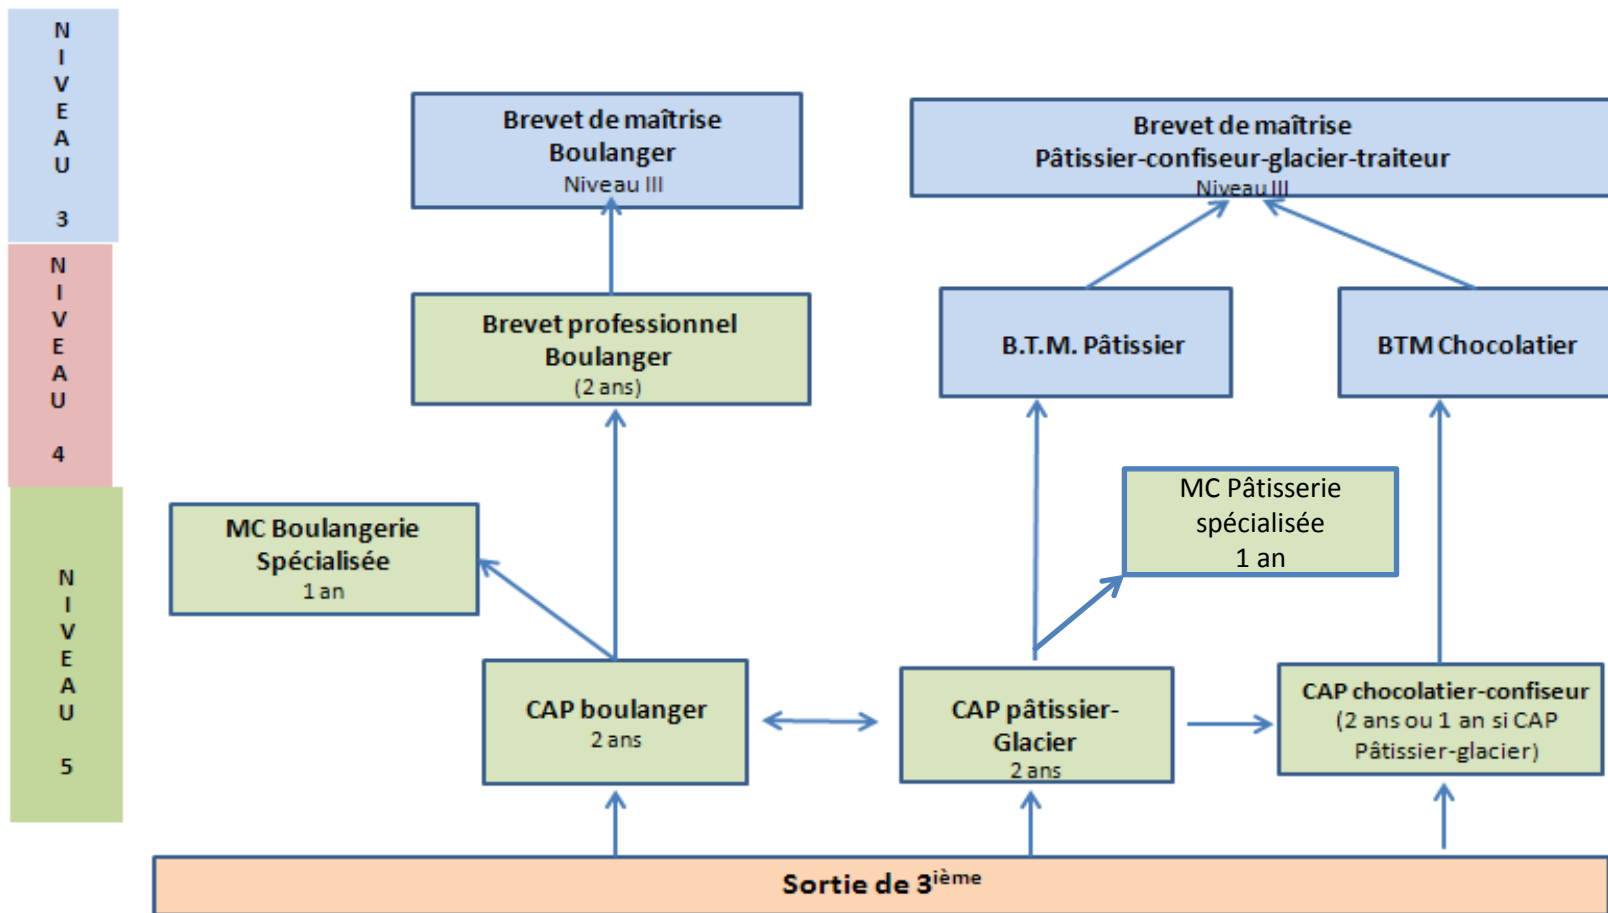 N
I
V
E
A
U
3
Brevet de maîtrise
Boulanger
Niveau III
Brevet de maîtrise
Pâtissier-confiseur-glacier-traiteur
Niveau III
N
I
V
E
A
U
4
Brevet professionnel
Boulanger
(2 ans)
B.T.M. Pâtissier
BTM Chocolatier
N
I
V
E
A
U
5
MC Boulangerie
Spécialisée
1 an
MC Pâtisserie
spécialisée
1 an
CAP boulanger
2 ans
CAP pâtissier-
Glacier
2 ans
CAP chocolatier-confiseur
(2 ans ou 1 an si CAP
Pâtissier-glacier)
Sortie de 3ième